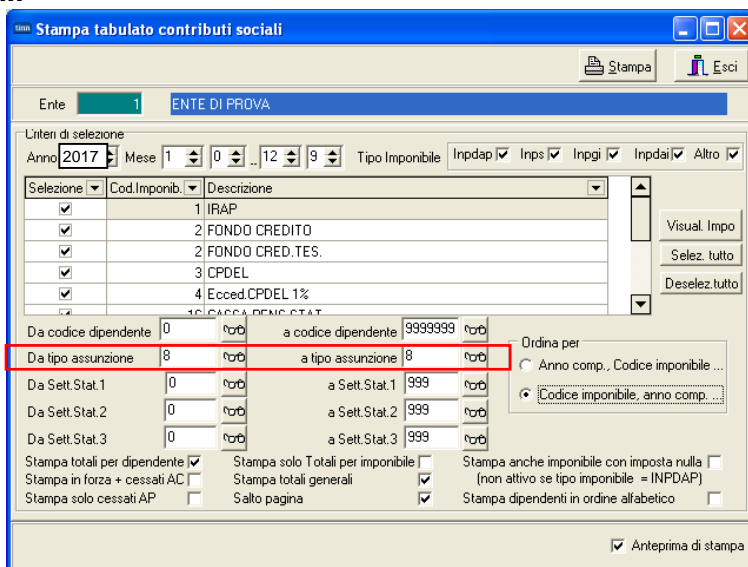 tinn Stampa tabulato contributi sociali
Stampa Esci
Ente 1 ENTE DI PROVA
Criteri di selezione
Anno 2017 Mese 1 0 .. 12 9 Tipo Imponibile Inpdap Inps Inpgi Inpdai Altro
Selezione Cod.Imponib. Descrizione
1 IRAP
2 FONDO CREDITO
2 FONDO CRED.TES.
3 CPDEL
4 Ecced.CPDEL 1%
16 CASSA PENS.STAT.
Visual. Impo
Selez. tutto
Deselez.tutto
Da codice dipendente 0 a codice dipendente 9999999
Da tipo assunzione 8 a tipo assunzione 8
Da Sett.Stat.1 0 a Sett.Stat.1 999
Da Sett.Stat.2 0 a Sett.Stat.2 999
Da Sett.Stat.3 0 a Sett.Stat.3 999
Ordina per
Anno comp., Codice imponibile ...
Codice imponibile, anno comp. ...
Stampa totali per dipendente Stampa solo Totali per imponibile Stampa anche imponibile con imposta nulla
Stampa in forza + cessati AC Stampa totali generali (non attivo se tipo imponibile = INPDAP)
Stampa solo cessati AP Salto pagina Stampa dipendenti in ordine alfabetico
Anteprima di stampa